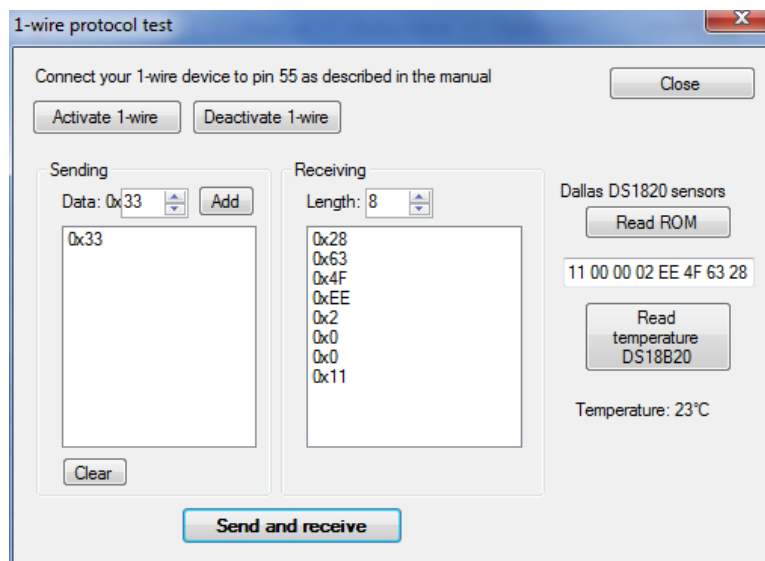 1-wire protocol test
Connect your 1-wire device to pin 55 as described in the manual
Close
Activate 1-wire
Deactivate 1-wire
Sending
Data: 0x 33
Add
0x33
Clear
Receiving
Length: 8
0x28
0x63
0x4F
0xEE
0x2
0x0
0x0
0x11
Dallas DS1820 sensors
Read ROM
11 00 00 02 EE 4F 63 28
Read
temperature
DS18B20
Temperature: 23°C
Send and receive